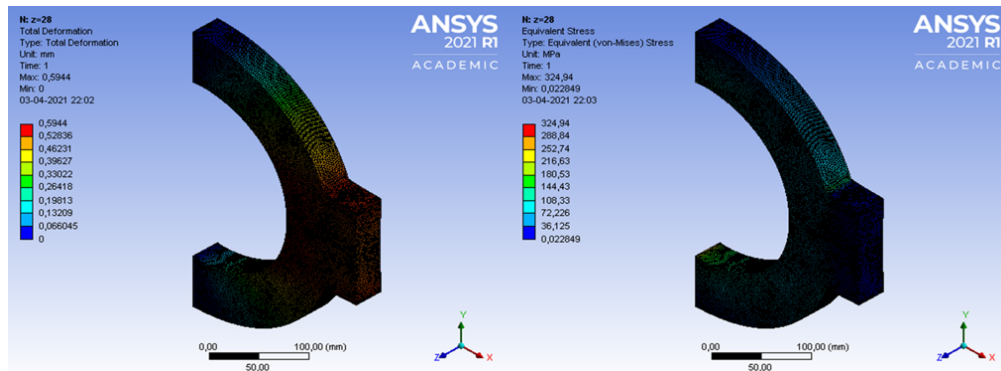 N: z=28
Total Deformation
Type: Total Deformation
Unit: mm
Time: 1
Max: 0,5944
Min: 0
03-04-2021 22:02
0,5944
0,52836
0,46231
0,39627
0,33022
0,26418
0,19813
0,13209
0,066045
0
ANSYS
2021 R1
ACADEMIC
0,00
100,00 (mm)
50,00
Y
Z
X
N: z=28
Equivalent Stress
Type: Equivalent (von-Mises) Stress
Unit: MPa
Time: 1
Max: 324,94
Min: 0,022849
03-04-2021 22:03
324,94
288,84
252,74
216,63
180,53
144,43
108,33
72,226
36,125
0,022849
ANSYS
2021 R1
ACADEMIC
0,00
100,00 (mm)
50,00
Y
Z
X